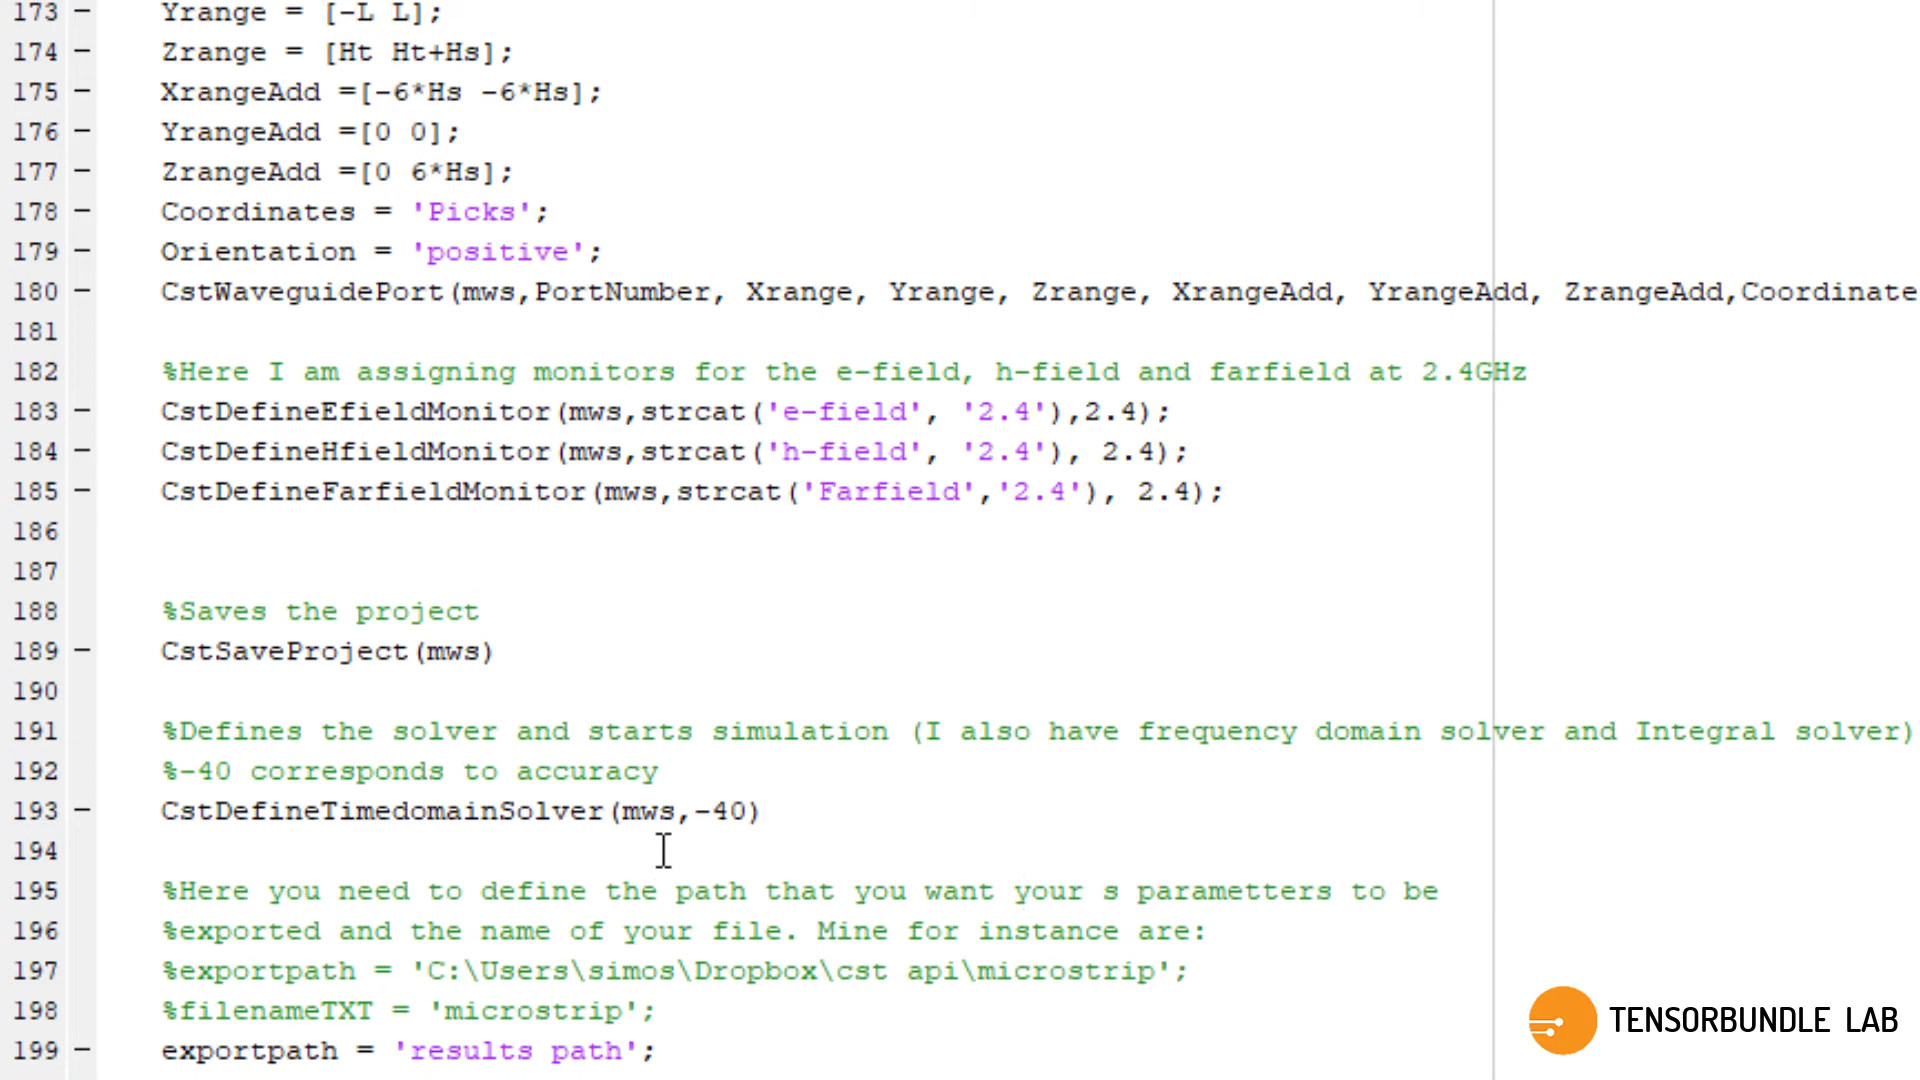 173 − Yrange = [-L L];
174 − Zrange = [Ht Ht+Hs];
175 − XrangeAdd =[-6*Hs -6*Hs];
176 − YrangeAdd =[0 0];
177 − ZrangeAdd =[0 6*Hs];
178 − Coordinates = 'Picks';
179 − Orientation = 'positive';
180 − CstWaveguidePort(mws,PortNumber, Xrange, Yrange, Zrange, XrangeAdd, YrangeAdd, ZrangeAdd,Coordinate
181
182 %Here I am assigning monitors for the e-field, h-field and farfield at 2.4GHz
183 − CstDefineEfieldMonitor(mws,strcat('e-field', '2.4'),2.4);
184 − CstDefineHfieldMonitor(mws,strcat('h-field', '2.4'), 2.4);
185 − CstDefineFarfieldMonitor(mws,strcat('Farfield','2.4'), 2.4);
186
187
188 %Saves the project
189 − CstSaveProject(mws)
190
191 %Defines the solver and starts simulation (I also have frequency domain solver and Integral solver)
192 %-40 corresponds to accuracy
193 − CstDefineTimedomainSolver(mws,-40)
194
195 %Here you need to define the path that you want your s parametters to be
196 %exported and the name of your file. Mine for instance are:
197 %exportpath = 'C:\Users\simos\Dropbox\cst api\microstrip';
198 %filenameTXT = 'microstrip';
199 − exportpath = 'results path';
TENSORBUNDLE LAB